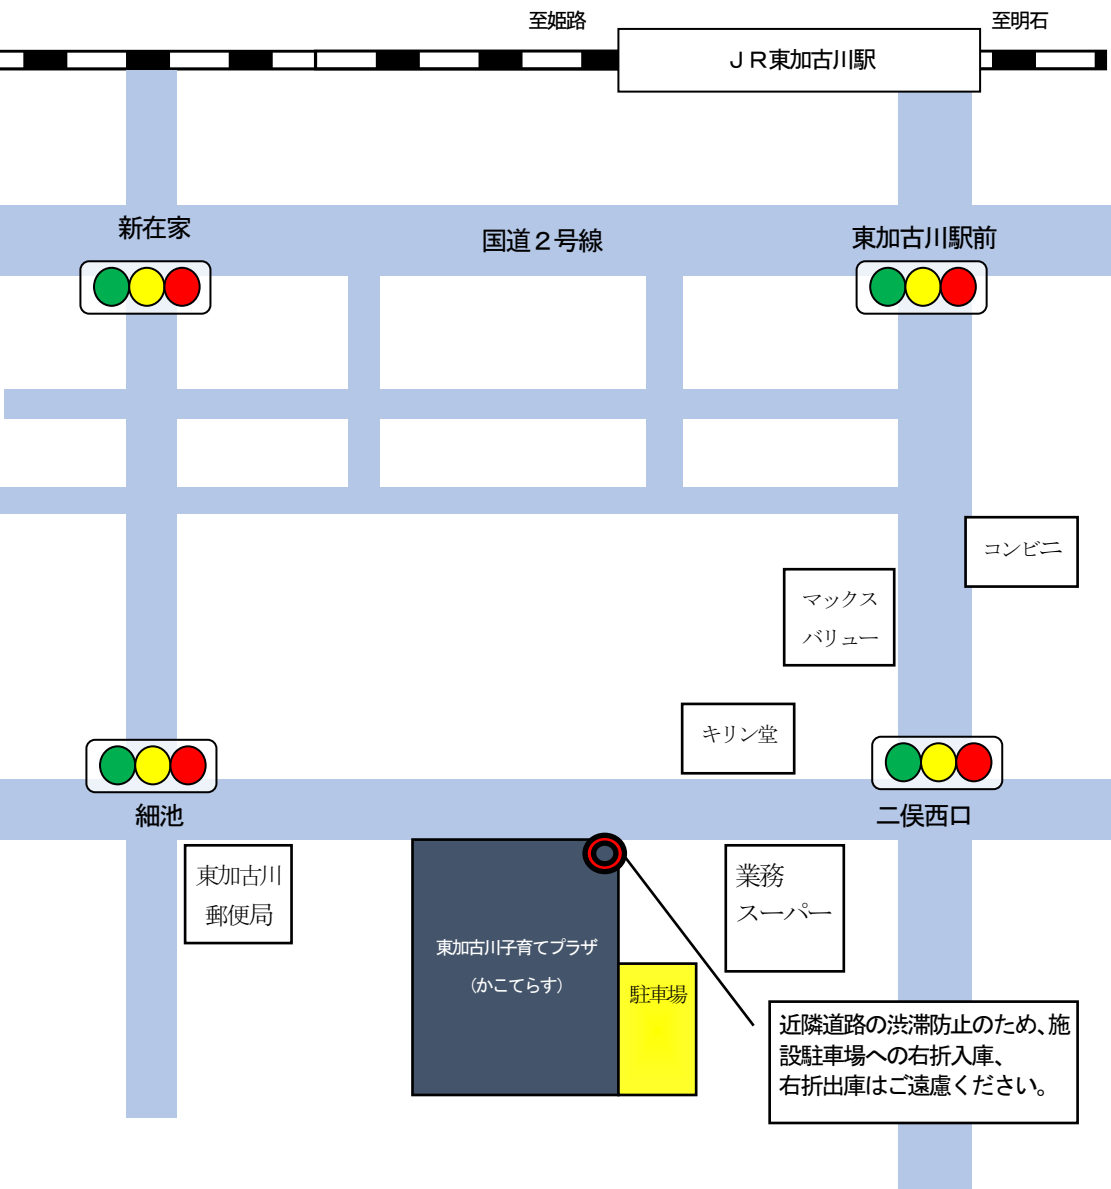 至姫路
至明石
ＪＲ東加古川駅
新在家
国道２号線
東加古川駅前
コンビニ
マックス
バリュー
キリン堂
細池
二俣西口
東加古川
郵便局
業務
スーパー
東加古川子育てプラザ
（かこてらす）
駐車場
近隣道路の渋滞防止のため、施
設駐車場への右折入庫、
右折出庫はご遠慮ください。